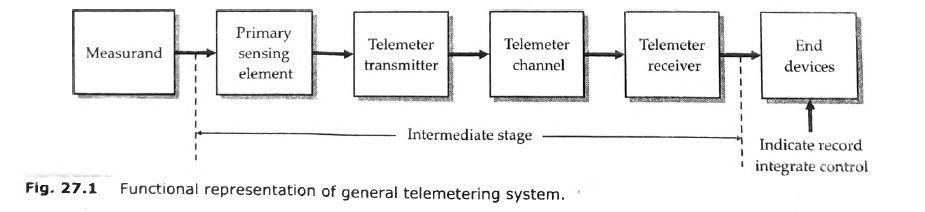 Measurand
Primary
sensing
element
Telemeter
transmitter
Telemeter
channel
Telemeter
receiver
End
devices
Intermediate stage
Indicate record
integrate control
Fig. 27.1 Functional representation of general telemetering system.